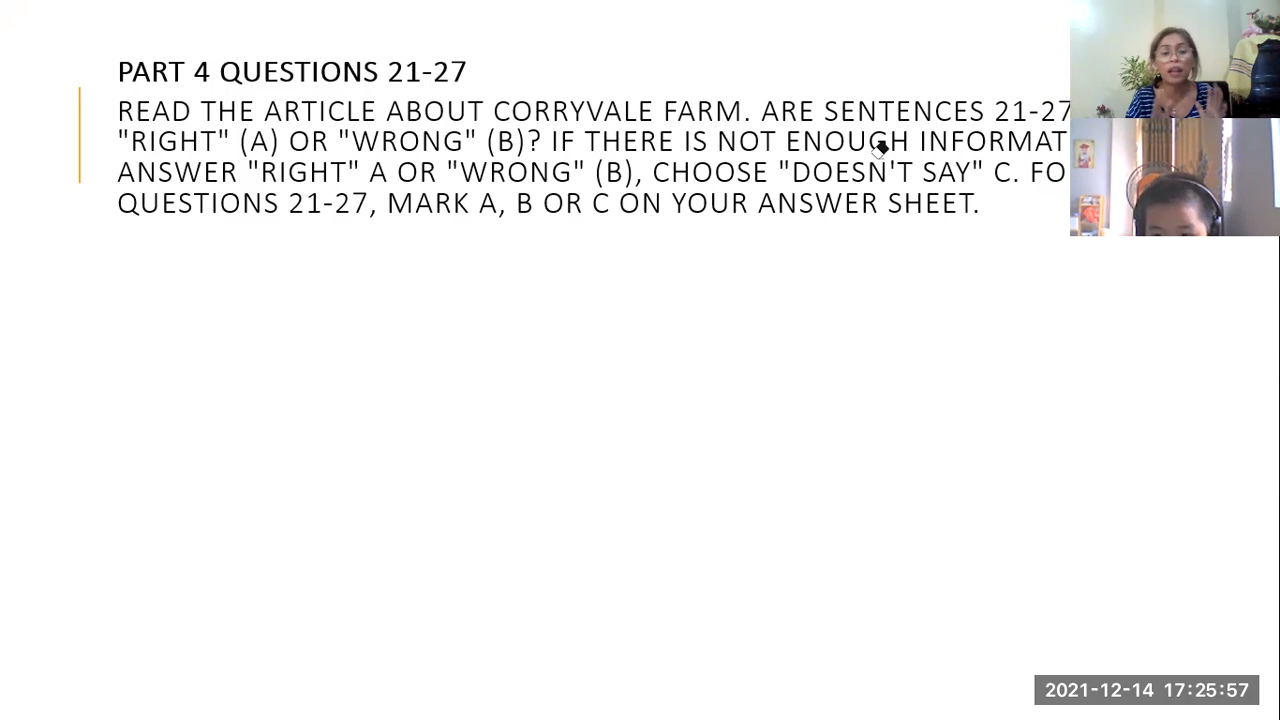 PART 4 QUESTIONS 21-27
READ THE ARTICLE ABOUT CORRYVALE FARM. ARE SENTENCES 21-27
"RIGHT" (A) OR "WRONG" (B)? IF THERE IS NOT ENOUGH INFORMAT
ANSWER "RIGHT" A OR "WRONG" (B), CHOOSE "DOESN'T SAY" C. FO
QUESTIONS 21-27, MARK A, B OR C ON YOUR ANSWER SHEET.
2021-12-14 17:25:57